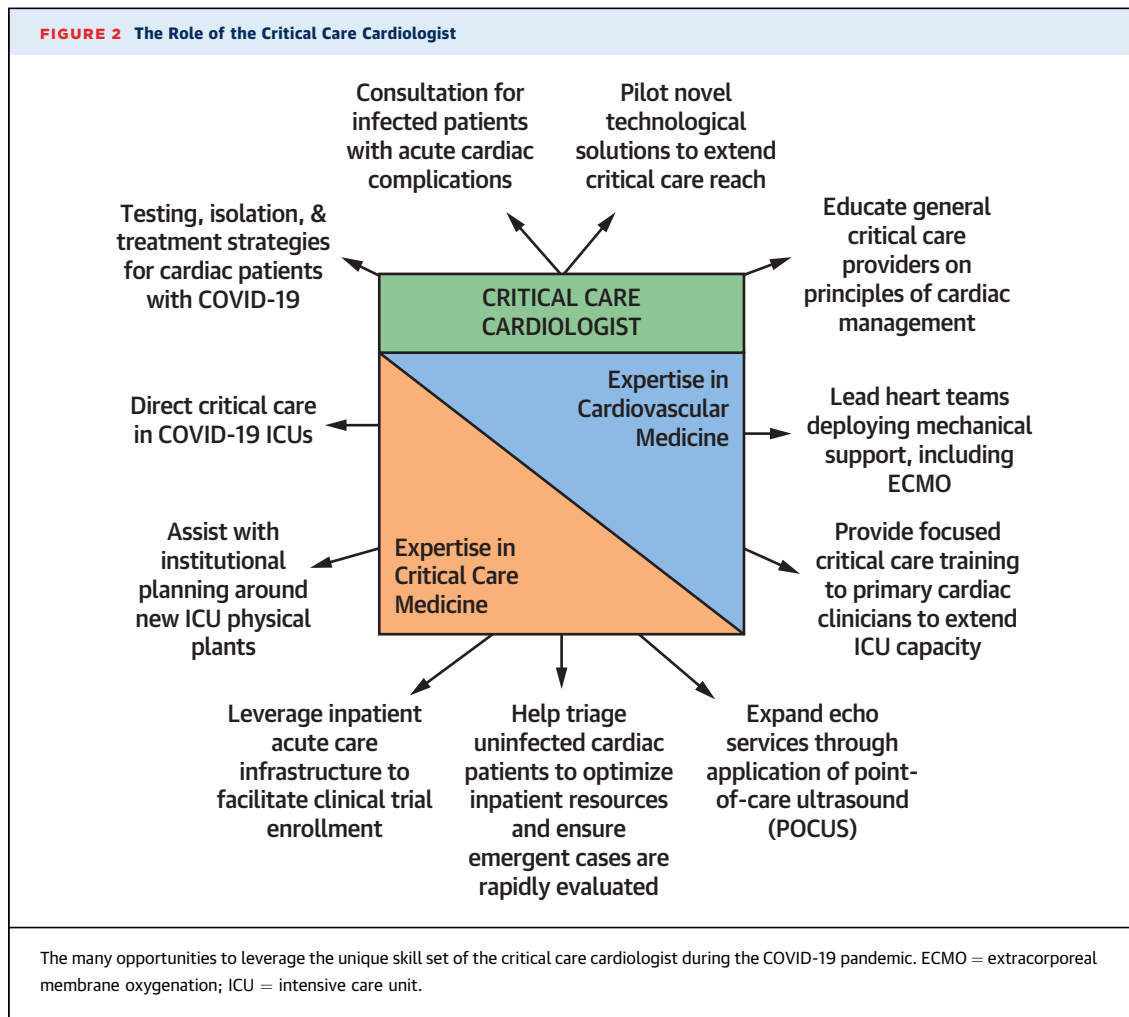 FIGURE 2 The Role of the Critical Care Cardiologist
Consultation for
infected patients
with acute cardiac
complications
Pilot novel
technological
solutions to extend
critical care reach
Testing, isolation, &
treatment strategies
for cardiac patients
with COVID-19
Educate general
critical care
providers on
principles of cardiac
management
CRITICAL CARE
CARDIOLOGIST
Expertise in
Cardiovascular
Medicine
Direct critical care
in COVID-19 ICUs
Lead heart teams
deploying mechanical
support, including
ECMO
Expertise in
Critical Care
Medicine
Assist with
institutional
planning around
new ICU physical
plants
Provide focused
critical care training
to primary cardiac
clinicians to extend
ICU capacity
Leverage inpatient
acute care
infrastructure to
facilitate clinical trial
enrollment
Help triage
uninfected cardiac
patients to optimize
inpatient resources
and ensure
emergent cases are
rapidly evaluated
Expand echo
services through
application of point-
of-care ultrasound
(POCUS)
The many opportunities to leverage the unique skill set of the critical care cardiologist during the COVID-19 pandemic. ECMO = extracorporeal
membrane oxygenation; ICU = intensive care unit.